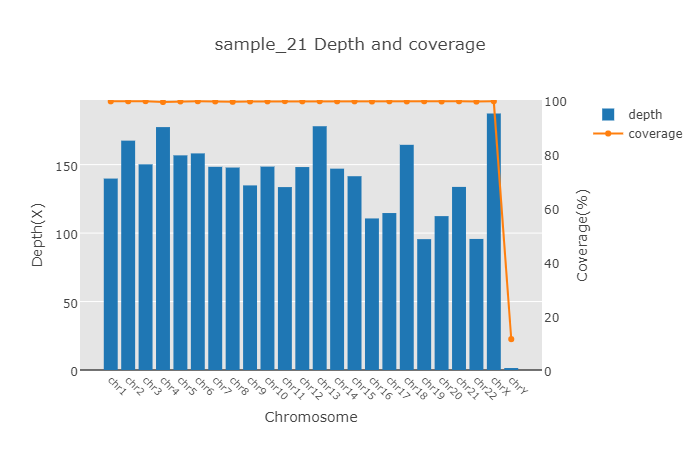 sample_21 Depth and coverage
depth
coverage
Depth(X)
150
100
50
0
Coverage(%)
100
80
60
40
20
0
chr1
chr2
chr3
chr4
chr5
chr6
chr7
chr8
chr9
chr10
chr11
chr12
chr13
chr14
chr15
chr16
chr17
chr18
chr19
chr20
chr21
chr22
chrX
chrY
Chromosome